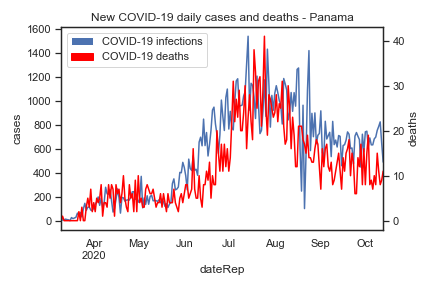 New COVID-19 daily cases and deaths - Panama
COVID-19 infections
COVID-19 deaths
1600
1400
1200
1000
800
600
400
200
0
cases
40
30
20
10
0
deaths
Apr
2020
May
Jun
Jul
Aug
Sep
Oct
dateRep